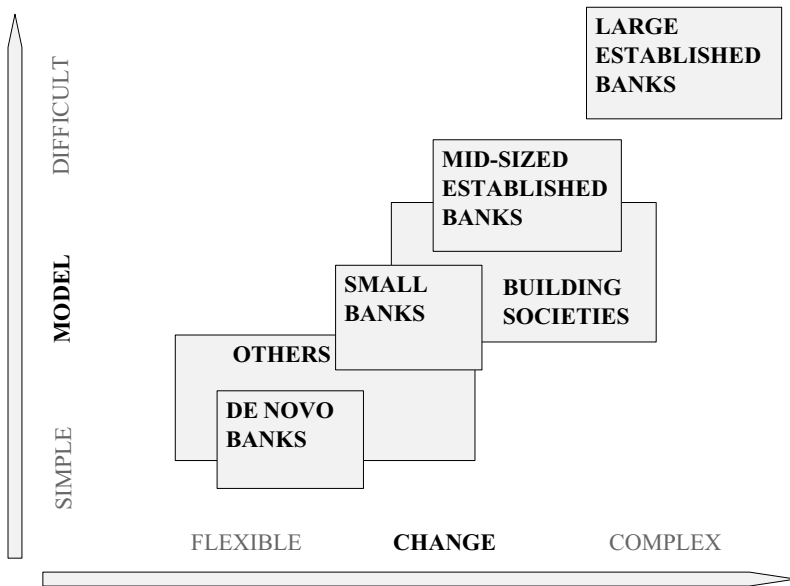 LARGE
ESTABLISHED
BANKS
DIFFICULT
MID-SIZED
ESTABLISHED
BANKS
MODEL
SMALL
BANKS
BUILDING
SOCIETIES
OTHERS
DE NOVO
BANKS
SIMPLE
FLEXIBLE
CHANGE
COMPLEX